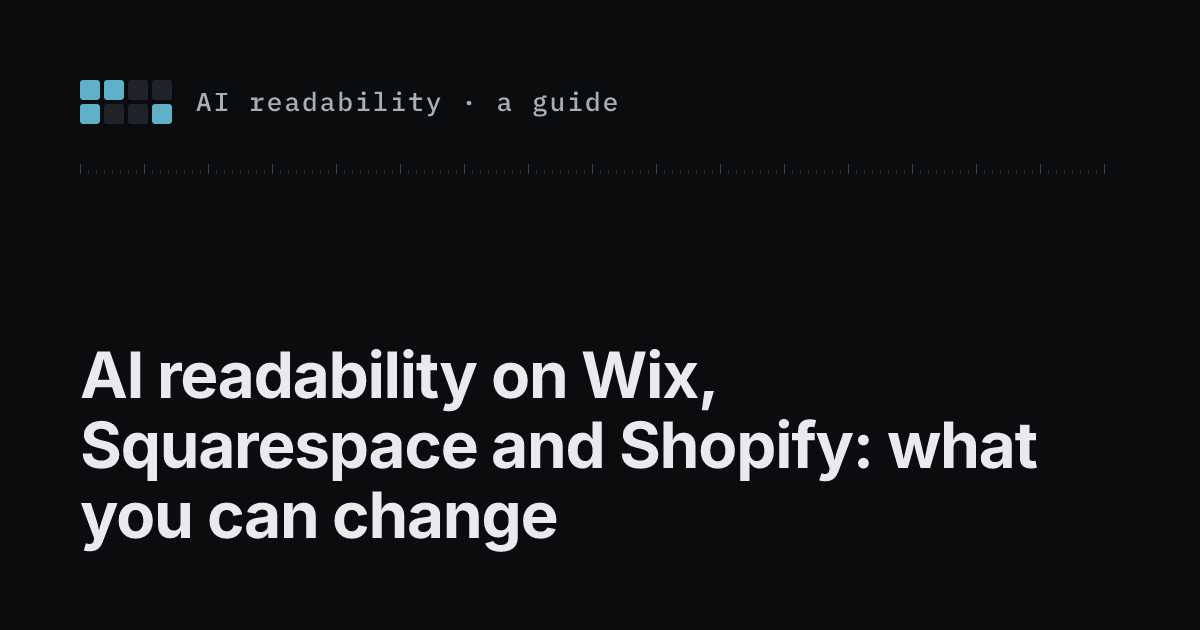 AI readability · a guide
AI readability on Wix,
Squarespace and Shopify: what
you can change